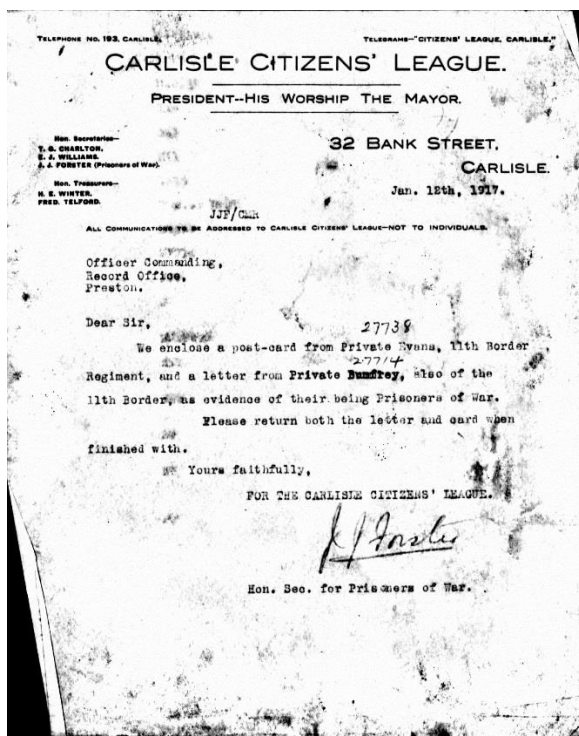 TELEPHONE NO. 193, CARLISLE. TELEGRAMS—"CITIZENS' LEAGUE, CARLISLE."
CARLISLE CITIZENS' LEAGUE.
PRESIDENT--HIS WORSHIP THE MAYOR.
Hon. Secretaries—
T. G. CHARLTON.
E. J. WILLIAMS.
J. J. FORSTER (Prisoners of War).
Hon. Treasurers—
H. E. WINTER.
FRED. TELFORD.
32 BANK STREET,
CARLISLE.
Jan. 12th, 1917.
JJF/CMR
ALL COMMUNICATIONS TO BE ADDRESSED TO CARLISLE CITIZENS' LEAGUE—NOT TO INDIVIDUALS.
Officer Commanding,
Record Office,
Preston.
Dear Sir,
27738
We enclose a post-card from Private Evans, 11th Border
27714
Regiment, and a letter from Private Bumfrey, also of the
11th Border, as evidence of their being Prisoners of War.
Please return both the letter and card when
finished with.
Yours faithfully,
FOR THE CARLISLE CITIZENS' LEAGUE.
J J Forster
Hon. Sec. for Prisoners of War.